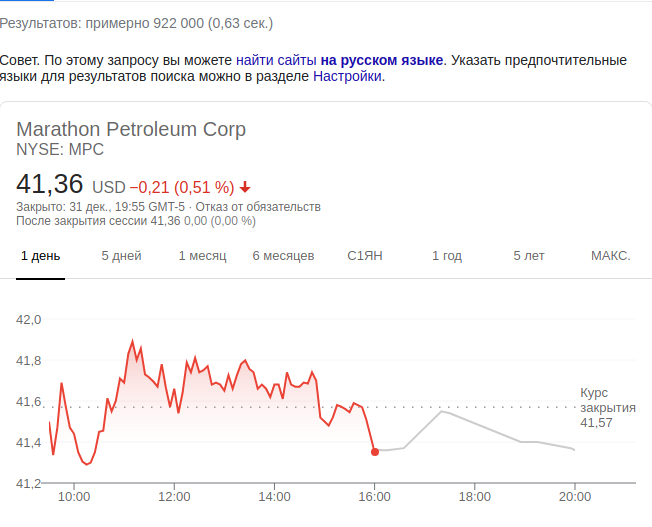 Результатов: примерно 922 000 (0,63 сек.)
Совет. По этому запросу вы можете найти сайты на русском языке. Указать предпочтительные
языки для результатов поиска можно в разделе Настройки.
Marathon Petroleum Corp
NYSE: MPC
41,36 USD −0,21 (0,51 %)
Закрыто: 31 дек., 19:55 GMT-5 · Отказ от обязательств
После закрытия сессии 41,36 0,00 (0,00 %)
1 день 5 дней 1 месяц 6 месяцев С1ЯН 1 год 5 лет МАКС.
42,0
41,8
41,6
41,4
41,2
Курс
закрытия
41,57
10:00 12:00 14:00 16:00 18:00 20:00